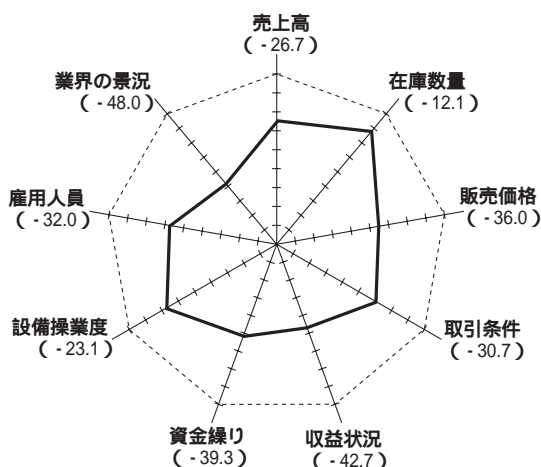 売上高
( - 26.7)
在庫数量
( - 12.1)
販売価格
( - 36.0)
取引条件
( - 30.7)
収益状況
( - 42.7)
資金繰り
( - 39.3)
設備操業度
( - 23.1)
雇用人員
( - 32.0)
業界の景況
( - 48.0)